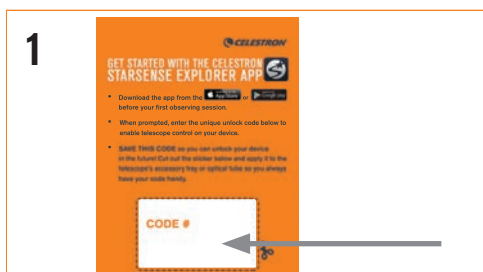 1
CELESTRON
GET STARTED WITH THE CELESTRON
STARSENSE EXPLORER APP
• Download the app from the App Store or Google play
before your first observing session.
• When prompted, enter the unique unlock code below to
enable telescope control on your device.
• SAVE THIS CODE so you can unlock your device
in the future! Cut out the sticker below and apply it to the
telescope's accessory tray or optical tube so you always
have your code handy.
CODE #